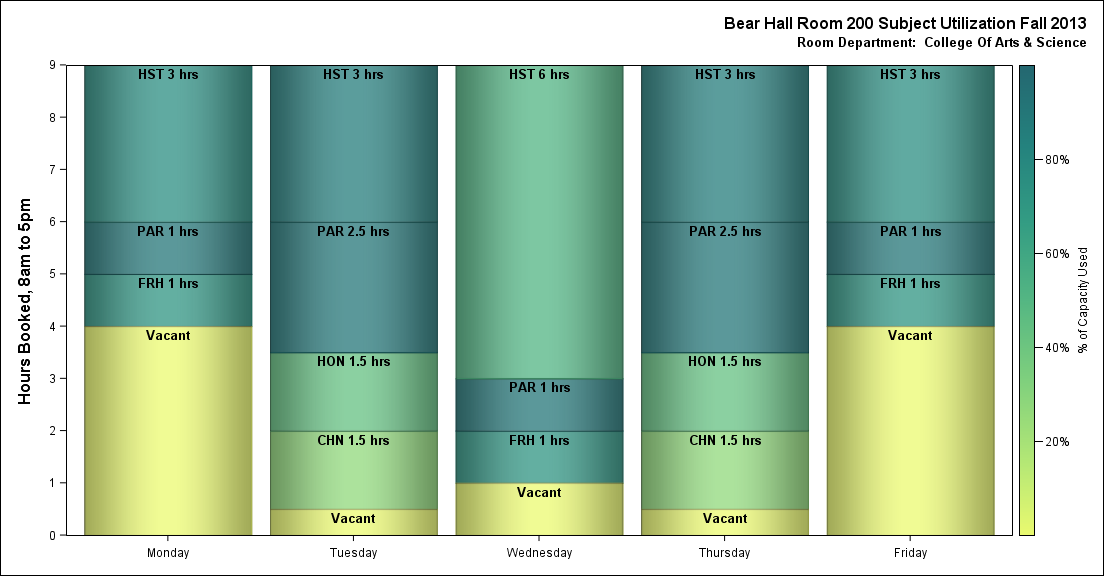 Bear Hall Room 200 Subject Utilization Fall 2013
Room Department:  College Of Arts & Science
Hours Booked, 8am to 5pm
9
8
7
6
5
4
3
2
1
0
HST 3 hrs
PAR 1 hrs
FRH 1 hrs
Vacant
HST 3 hrs
PAR 2.5 hrs
HON 1.5 hrs
CHN 1.5 hrs
Vacant
HST 6 hrs
PAR 1 hrs
FRH 1 hrs
Vacant
HST 3 hrs
PAR 2.5 hrs
HON 1.5 hrs
CHN 1.5 hrs
Vacant
HST 3 hrs
PAR 1 hrs
FRH 1 hrs
Vacant
Monday
Tuesday
Wednesday
Thursday
Friday
80%
60%
40%
20%
% of Capacity Used